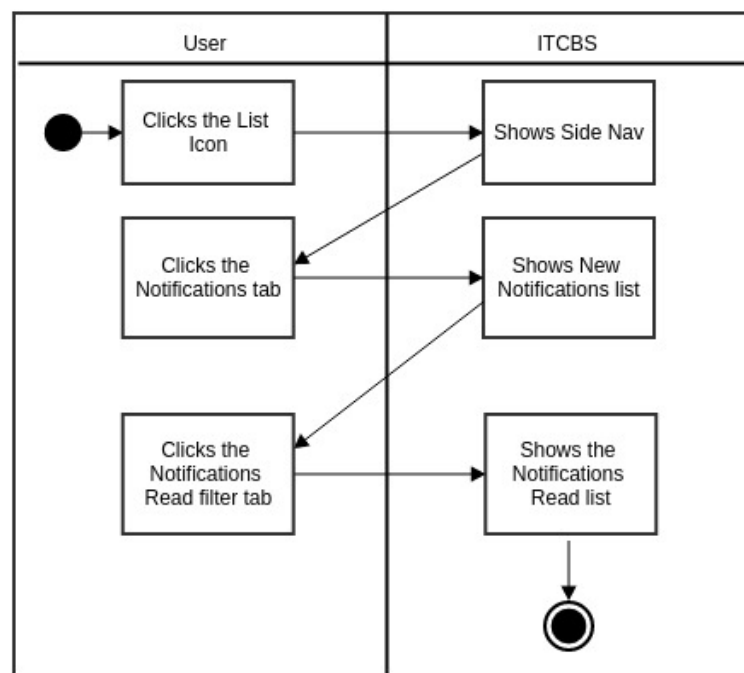 User
ITCBS
Clicks the List
Icon
Shows Side Nav
Clicks the
Notifications tab
Shows New
Notifications list
Clicks the
Notifications
Read filter tab
Shows the
Notifications
Read list